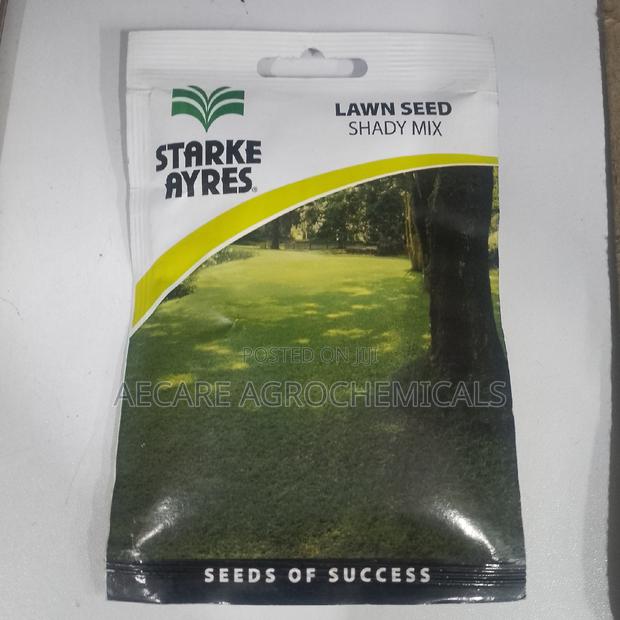 LAWN SEED
SHADY MIX
STARKE
AYRES®
POSTED ON JIJI
AECARE AGROCHEMICALS
SEEDS OF SUCCESS